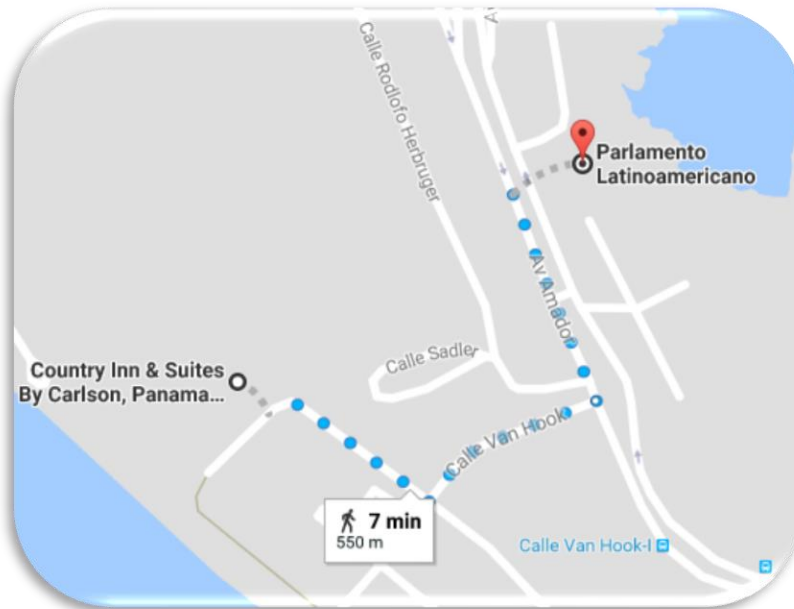 A
Calle Rodlofo Herbruger
Parlamento
Latinoamericano
Av Amador
Calle Sadler
Country Inn & Suites
By Carlson, Panama...
Calle Van Hook
7 min
550 m
Calle Van Hook-I